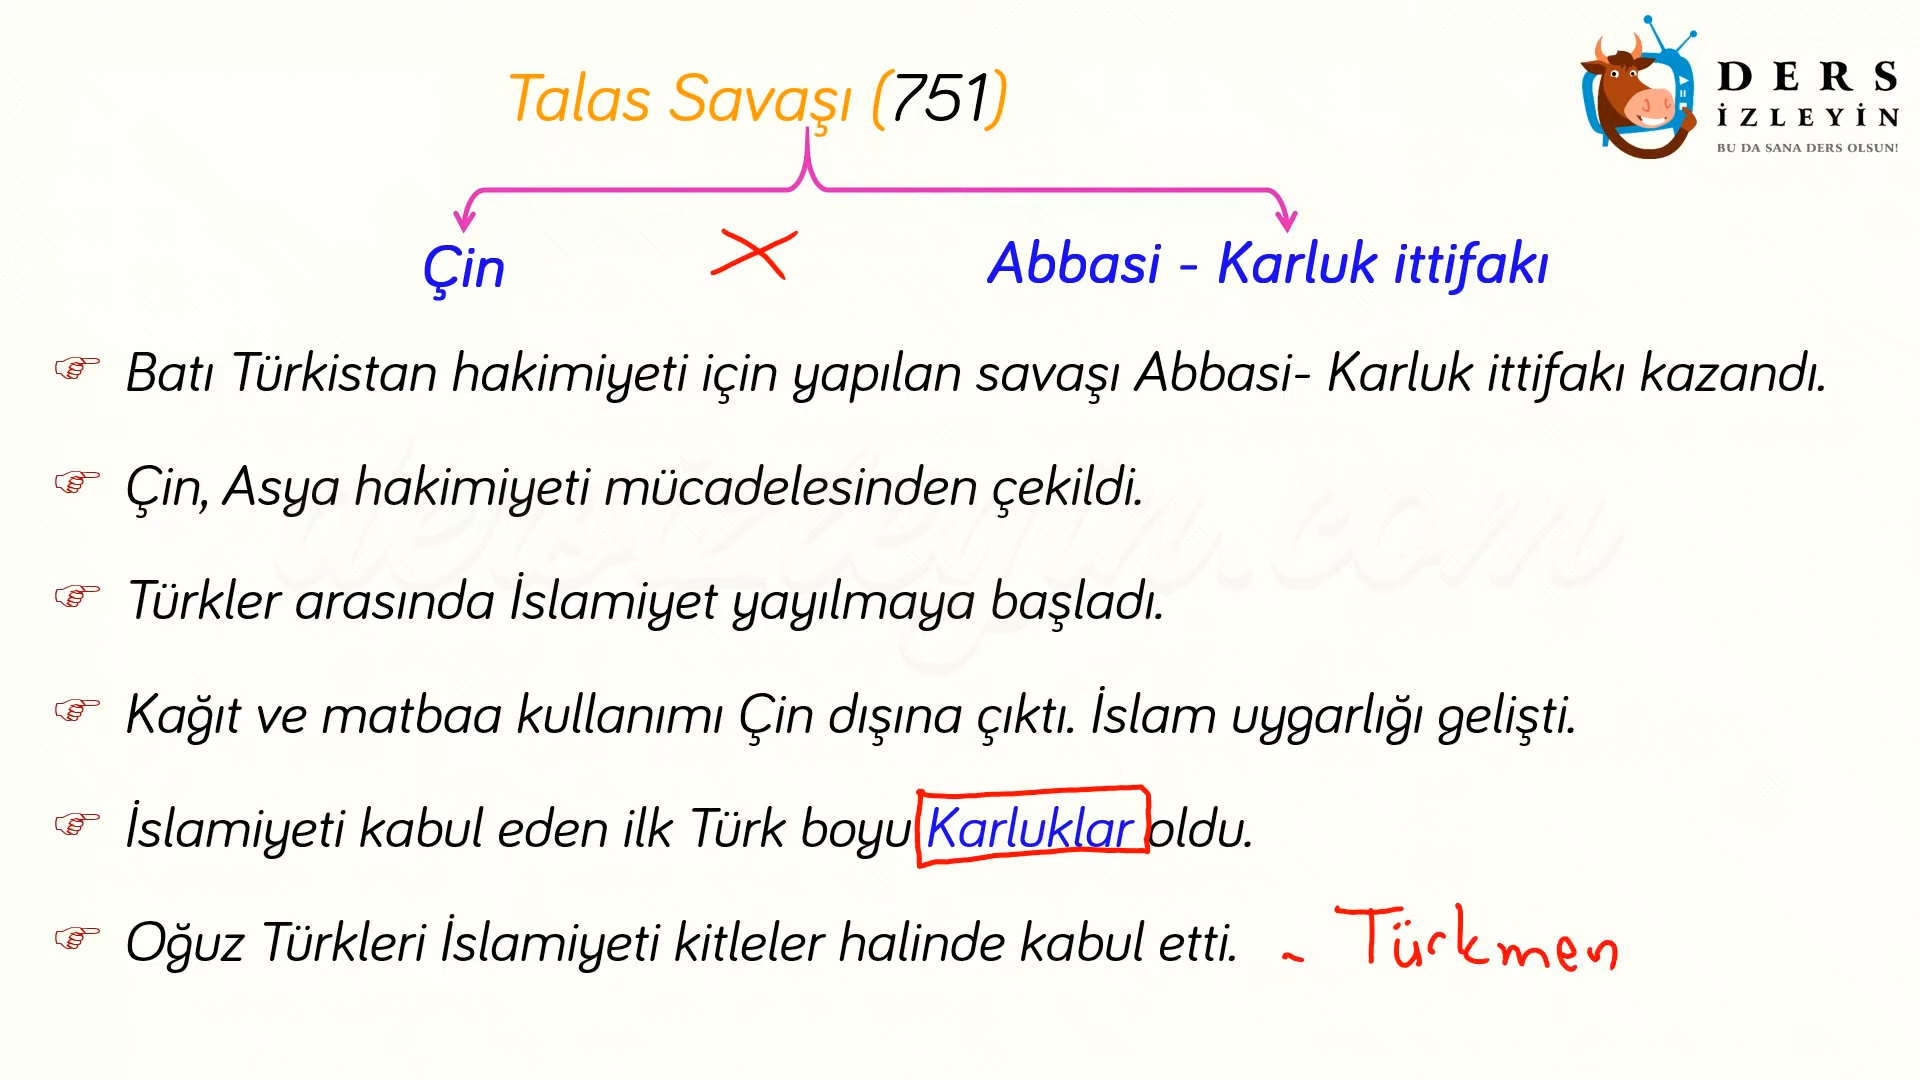 Talas Savaşı (751)
DERS
İZLEYİN
BU DA SANA DERS OLSUN!
Çin
Abbasi - Karluk ittifakı
Batı Türkistan hakimiyeti için yapılan savaşı Abbasi- Karluk ittifakı kazandı.
Çin, Asya hakimiyeti mücadelesinden çekildi.
dersizleyin.com
Türkler arasında İslamiyet yayılmaya başladı.
Kağıt ve matbaa kullanımı Çin dışına çıktı. İslam uygarlığı gelişti.
İslamiyeti kabul eden ilk Türk boyu Karluklar oldu.
Oğuz Türkleri İslamiyeti kitleler halinde kabul etti. - Türkmen